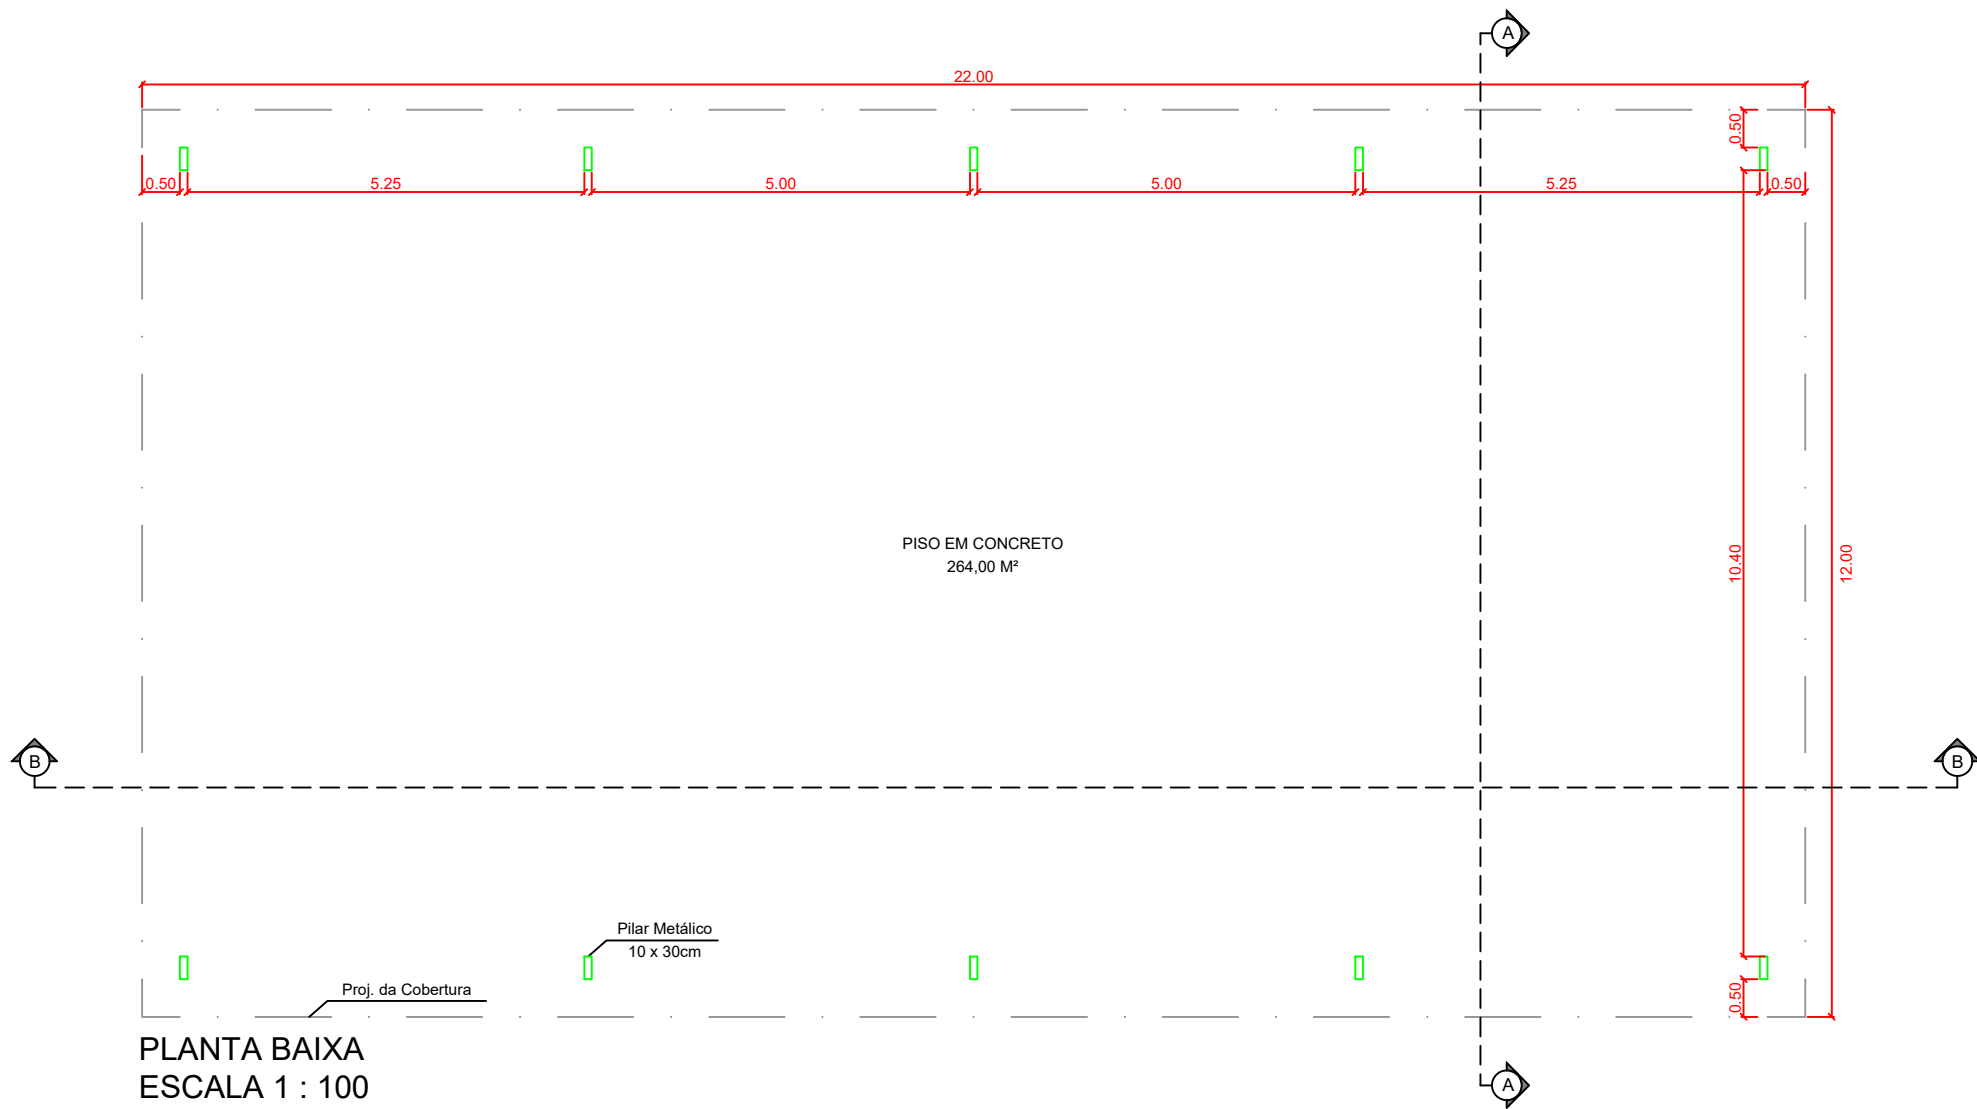 A
22.00
0.50
0.50
5.25
5.00
5.00
5.25
0.50
PISO EM CONCRETO
264,00 M²
10.40
12.00
B
B
Pilar Metálico
10 x 30cm
Proj. da Cobertura
0.50
PLANTA BAIXA
ESCALA 1 : 100
A